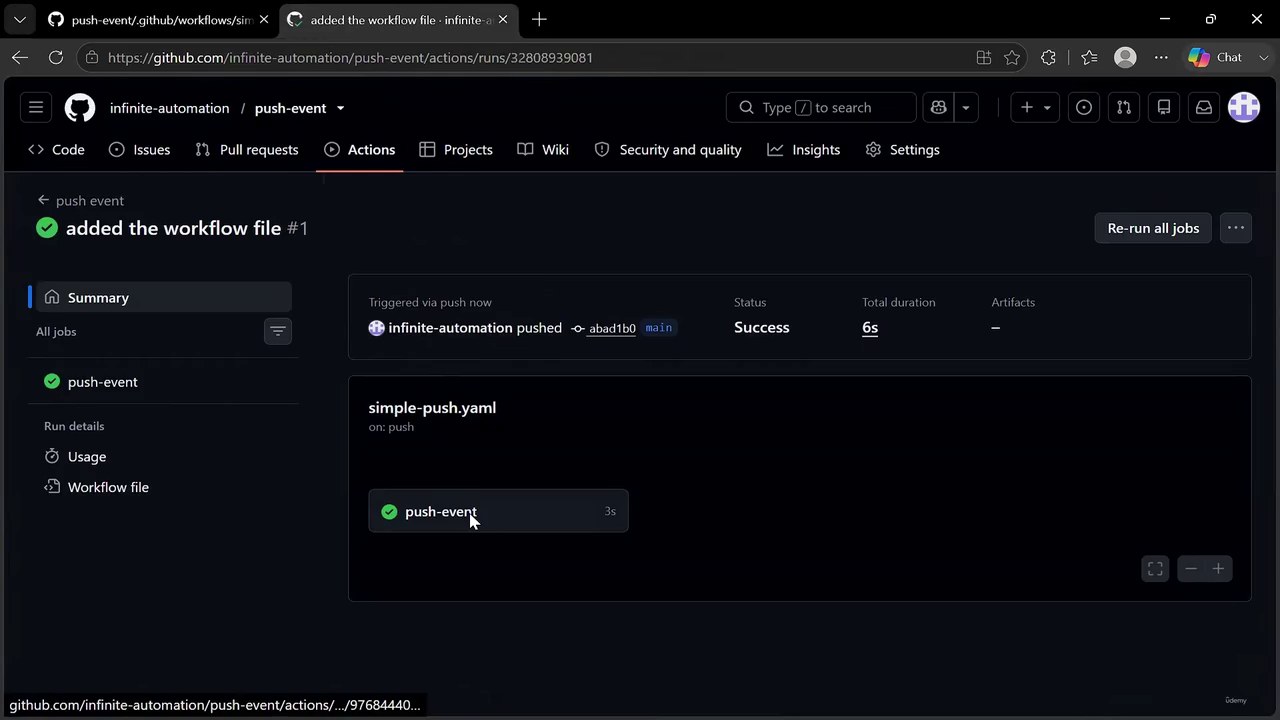 push-event/.github/workflows/sim
added the workflow file · infinite-a
https://github.com/infinite-automation/push-event/actions/runs/32808939081
Chat
infinite-automation / push-event
Type / to search
Code
Issues
Pull requests
Actions
Projects
Wiki
Security and quality
Insights
Settings
push event
added the workflow file #1
Re-run all jobs
Summary
All jobs
push-event
Run details
Usage
Workflow file
Triggered via push now
infinite-automation pushed abad1b0 main
Status
Success
Total duration
6s
Artifacts
–
simple-push.yaml
on: push
push-event 3s
github.com/infinite-automation/push-event/actions/.../97684440...
ûdemy